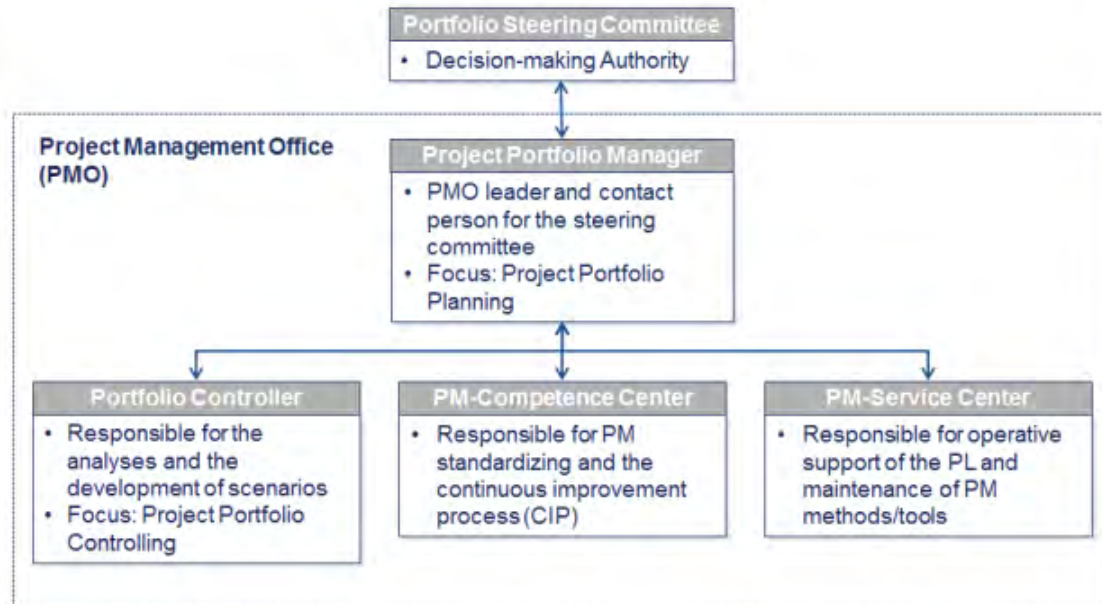 Portfolio Steering Committee
• Decision-making Authority
Project Management Office
(PMO)
Project Portfolio Manager
• PMO leader and contact
person for the steering
committee
• Focus: Project Portfolio
Planning
Portfolio Controller
• Responsible for the
analyses and the
development of scenarios
• Focus: Project Portfolio
Controlling
PM-Competence Center
• Responsible for PM
standardizing and the
continuous improvement
process (CIP)
PM-Service Center
• Responsible for operative
support of the PL and
maintenance of PM
methods/tools